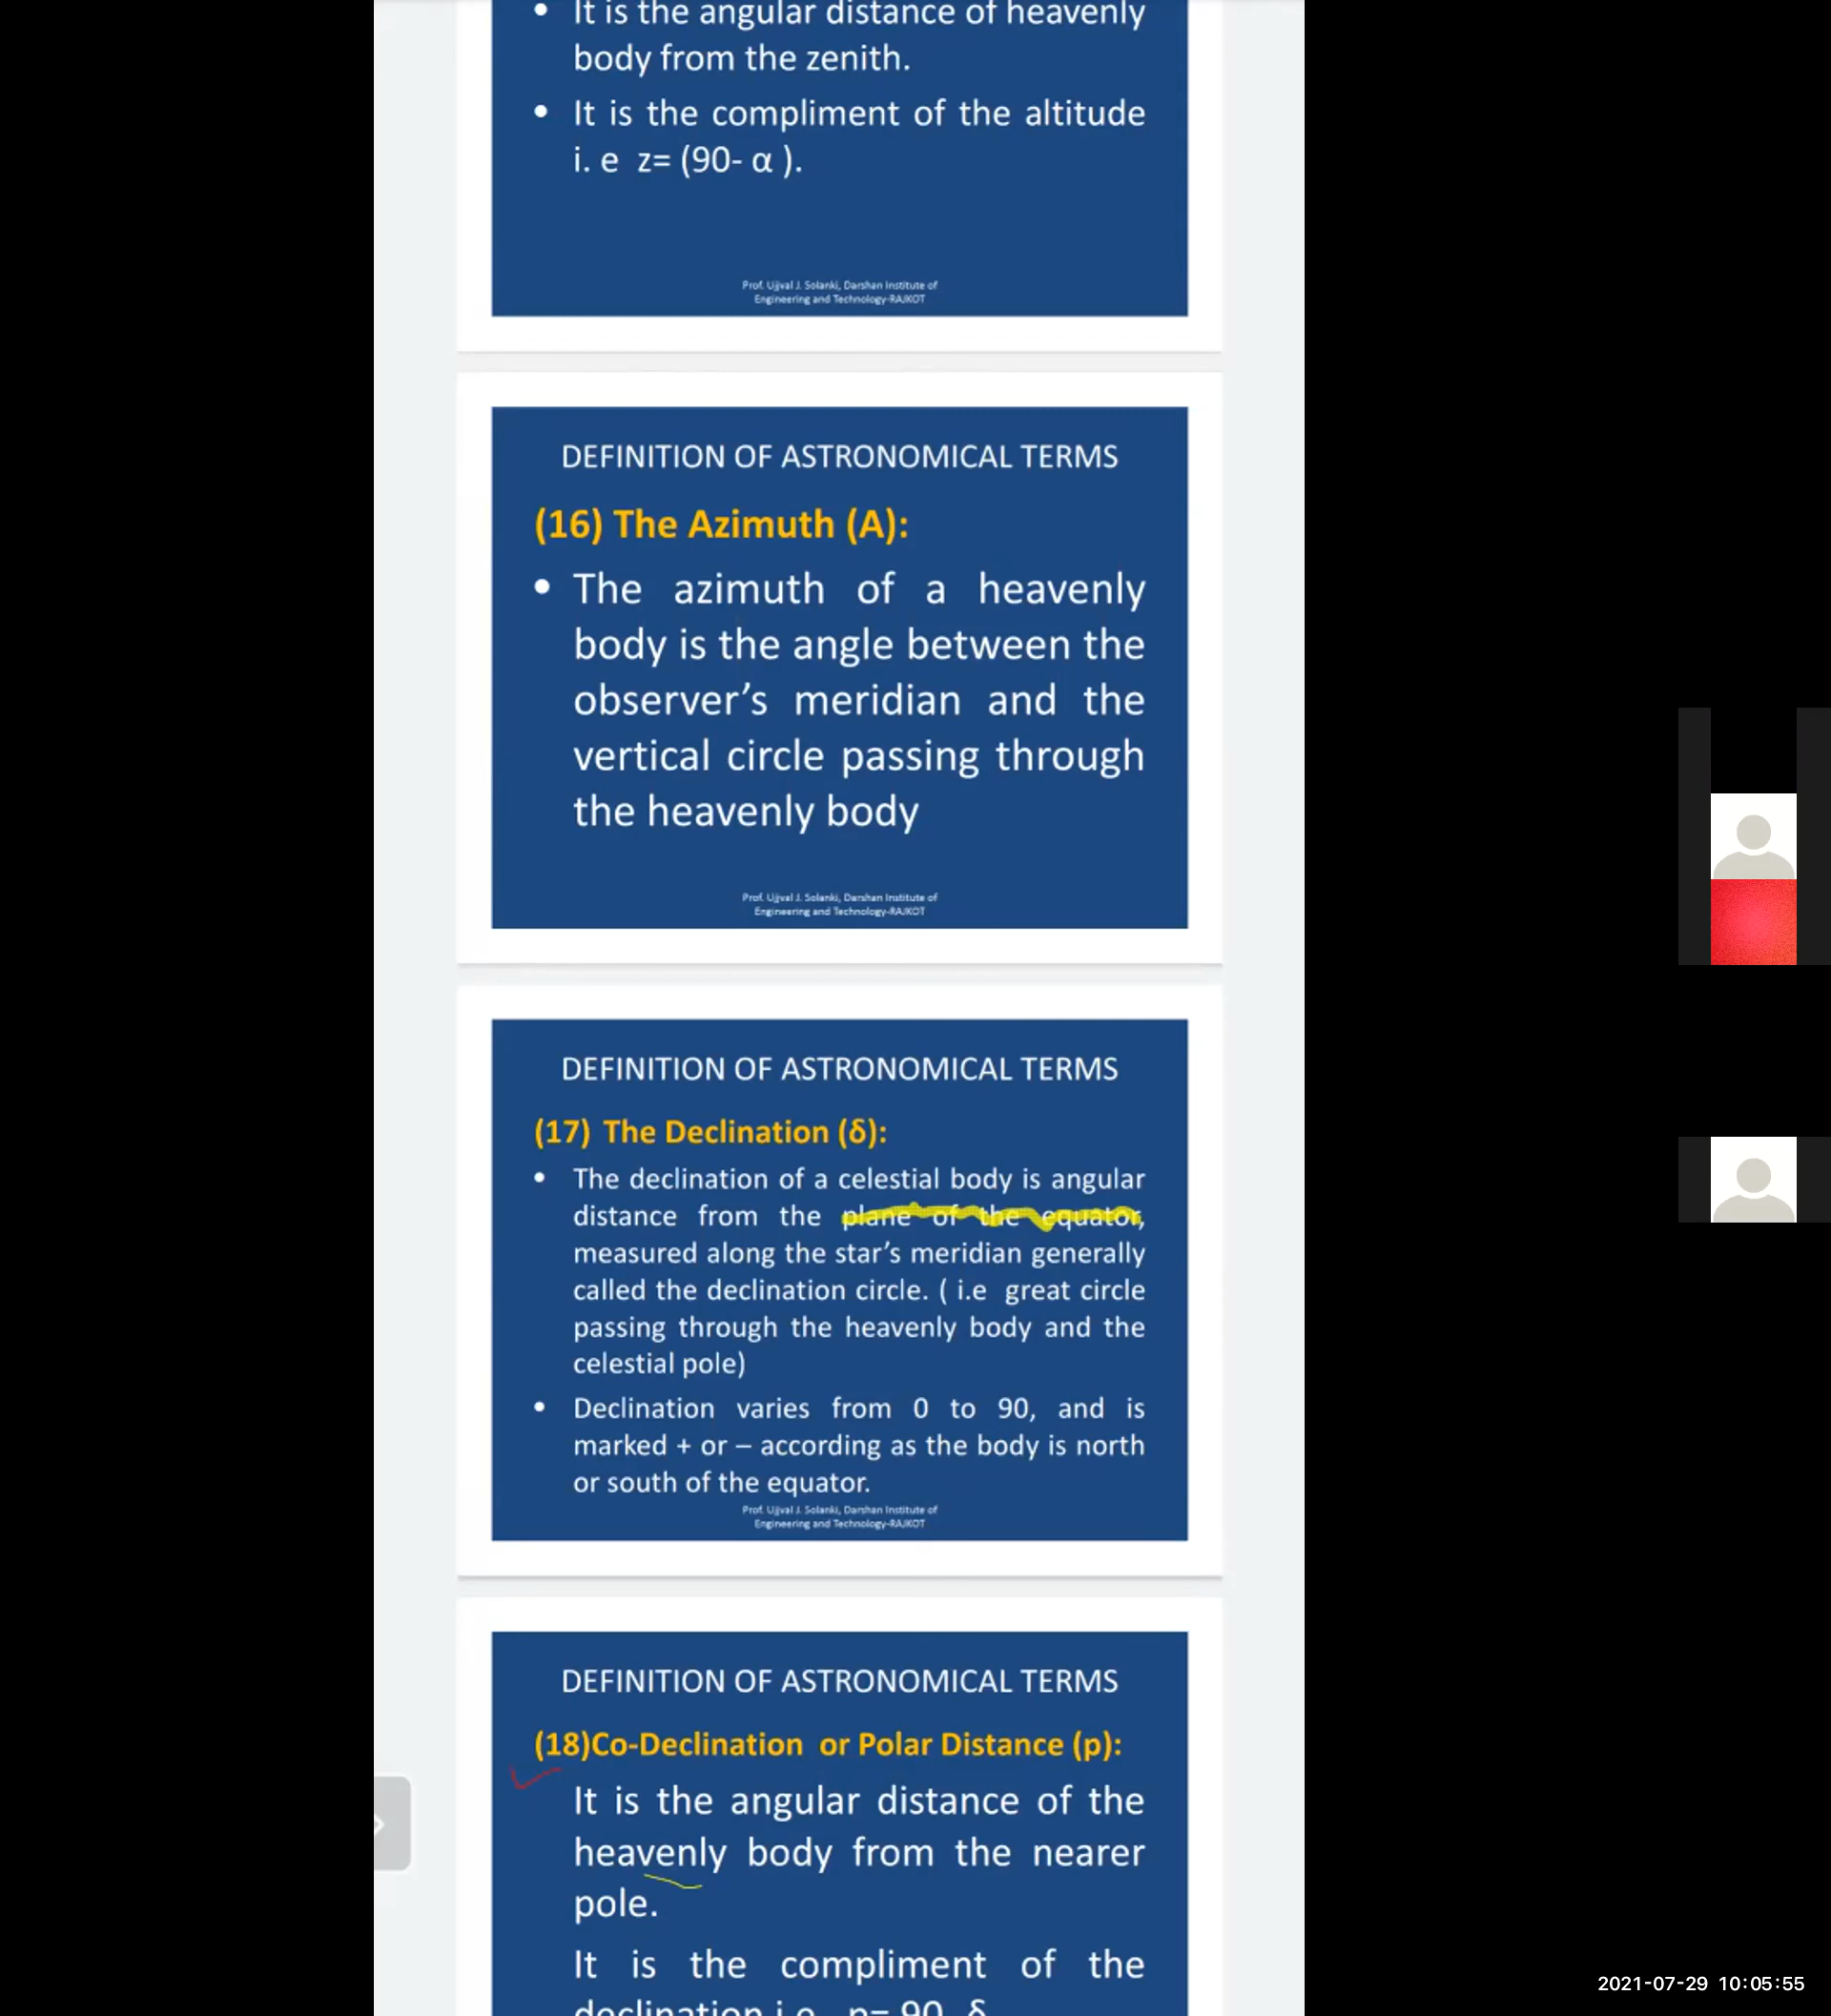 • It is the angular distance of heavenly
body from the zenith.
• It is the compliment of the altitude
i. e z= (90- α ).
Prof. Ujjval J. Solanki, Darshan Institute of
Engineering and Technology-RAJKOT
DEFINITION OF ASTRONOMICAL TERMS
(16) The Azimuth (A):
• The azimuth of a heavenly
body is the angle between the
observer’s meridian and the
vertical circle passing through
the heavenly body
Prof. Ujjval J. Solanki, Darshan Institute of
Engineering and Technology-RAJKOT
DEFINITION OF ASTRONOMICAL TERMS
(17) The Declination (δ):
• The declination of a celestial body is angular
distance from the plane of the equator,
measured along the star’s meridian generally
called the declination circle. ( i.e great circle
passing through the heavenly body and the
celestial pole)
• Declination varies from 0 to 90, and is
marked + or – according as the body is north
or south of the equator.
Prof. Ujjval J. Solanki, Darshan Institute of
Engineering and Technology-RAJKOT
DEFINITION OF ASTRONOMICAL TERMS
(18)Co-Declination or Polar Distance (p):
It is the angular distance of the
heavenly body from the nearer
pole.
It is the compliment of the
declination i.e p= 90- δ
2021-07-29 10:05:55